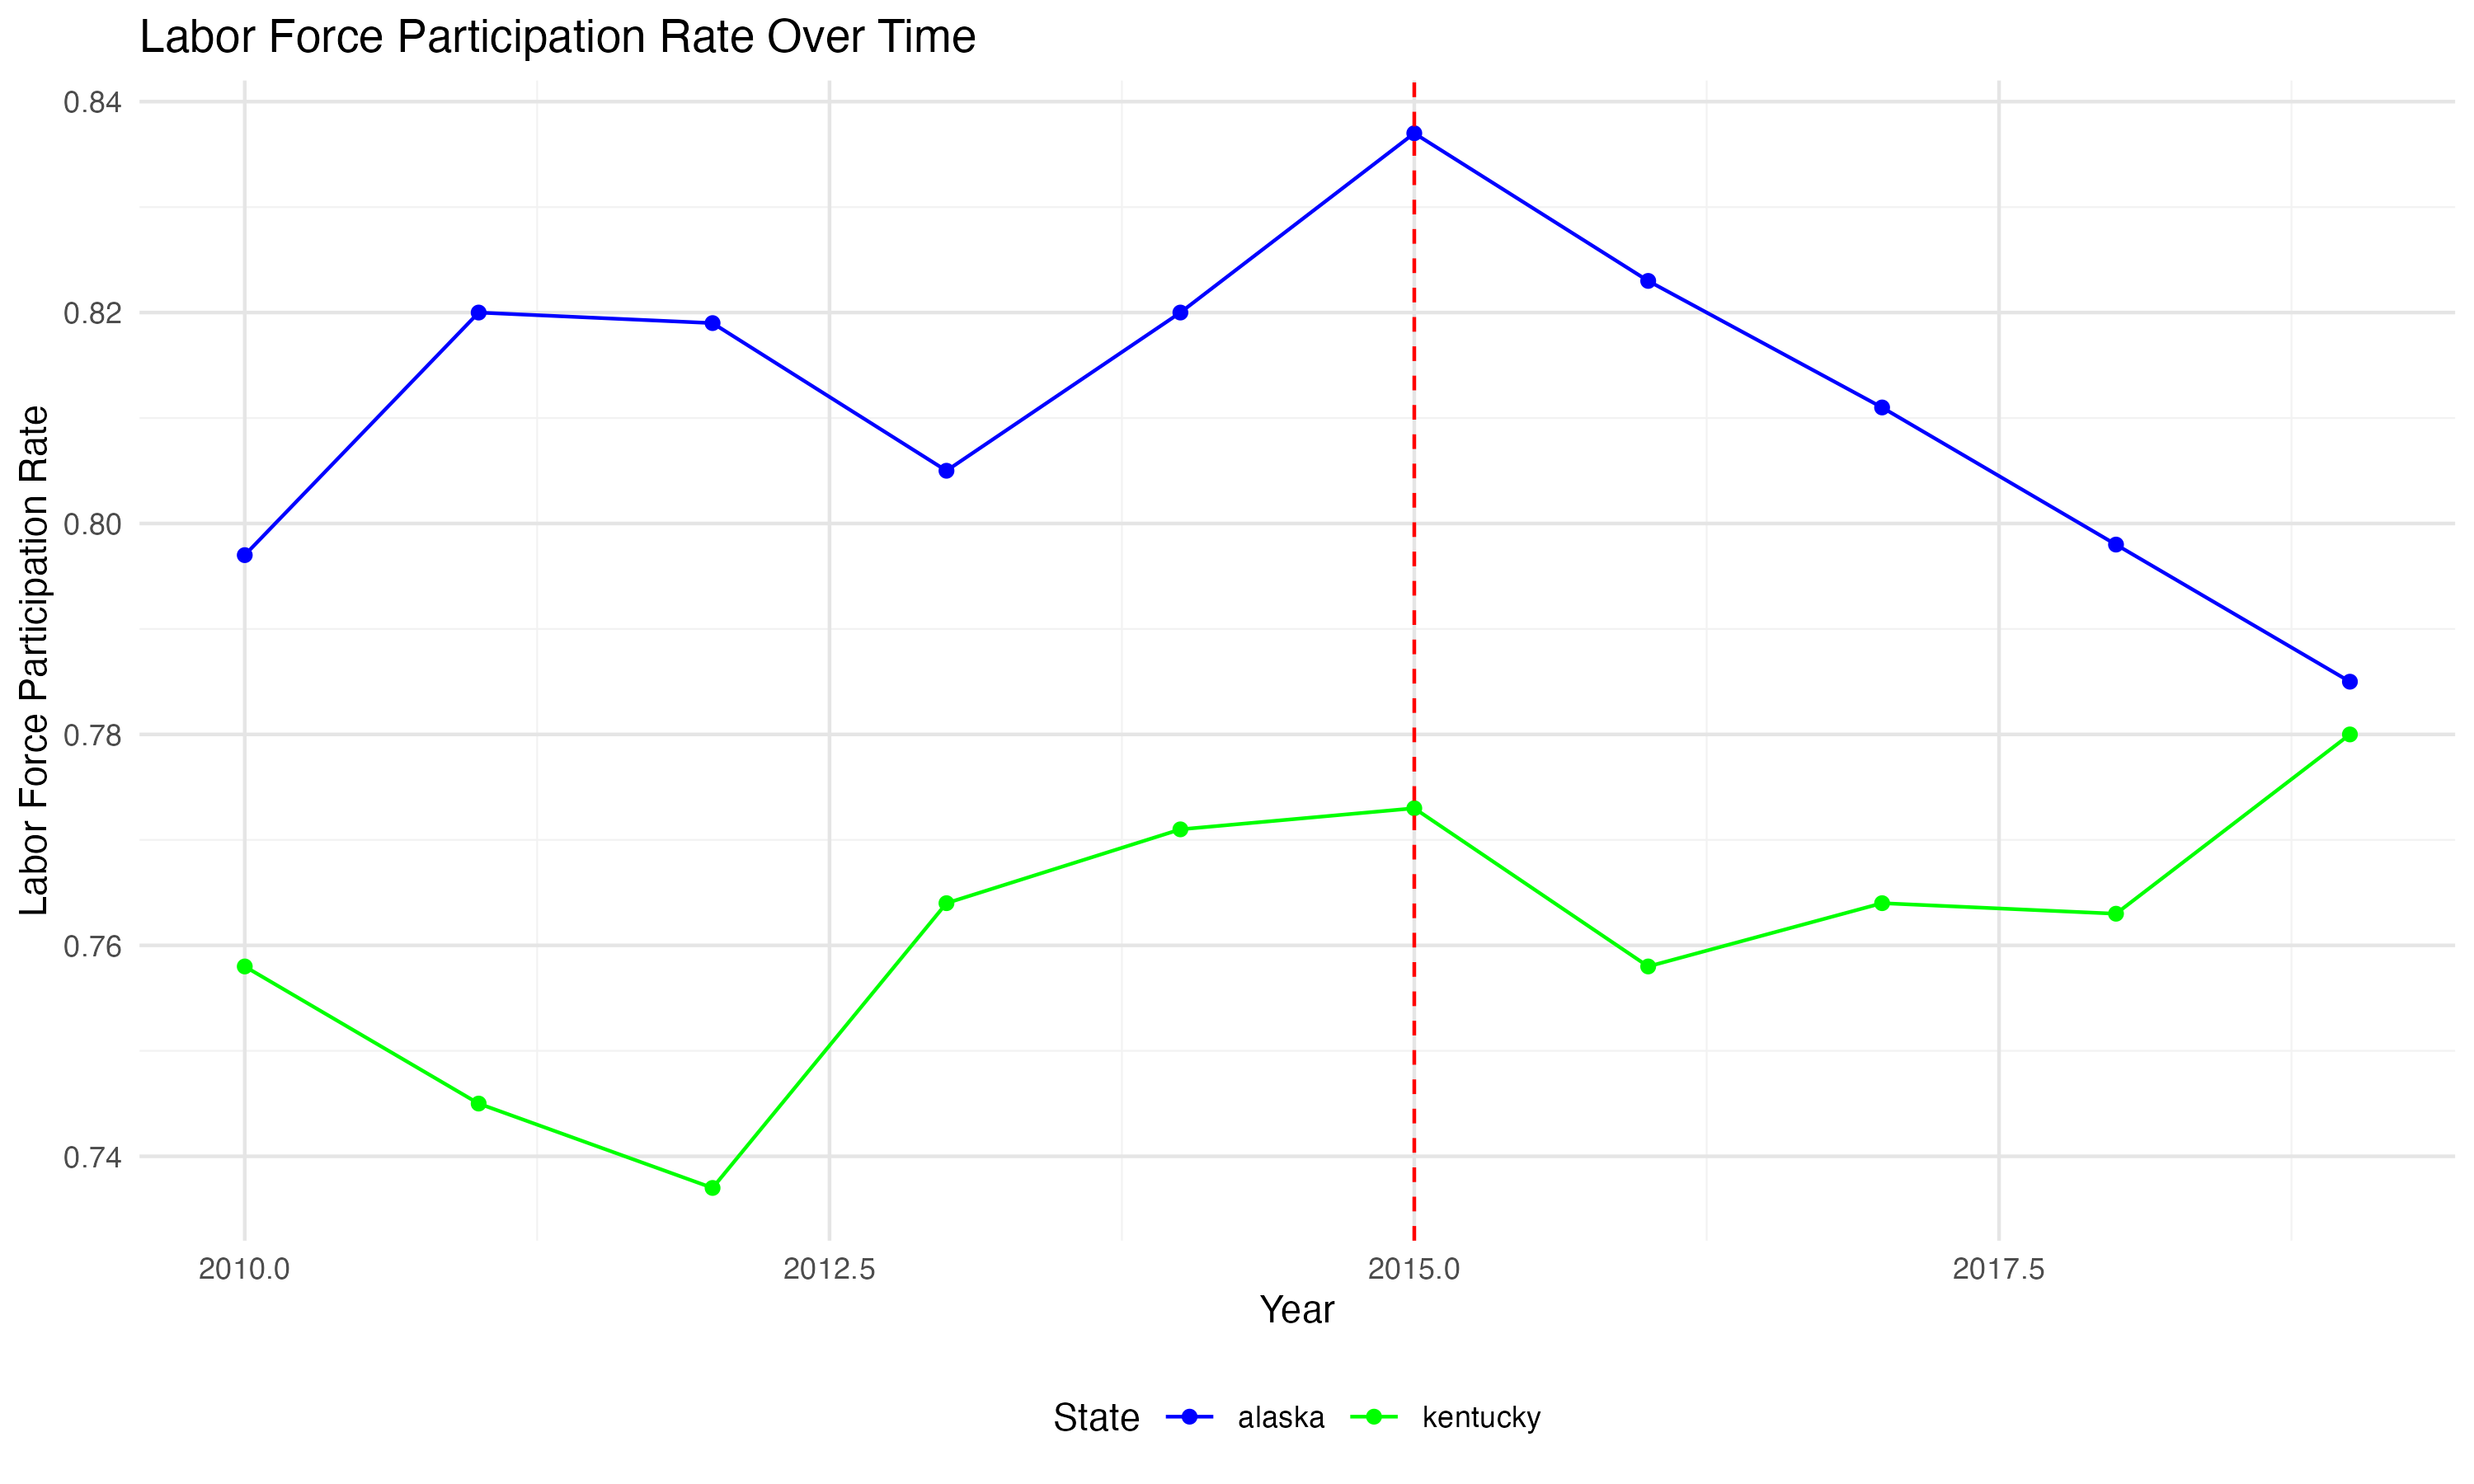 Labor Force Participation Rate Over Time
Labor Force Participation Rate
0.84
0.82
0.80
0.78
0.76
0.74
2010.0 2012.5 2015.0 2017.5
Year
State alaska kentucky